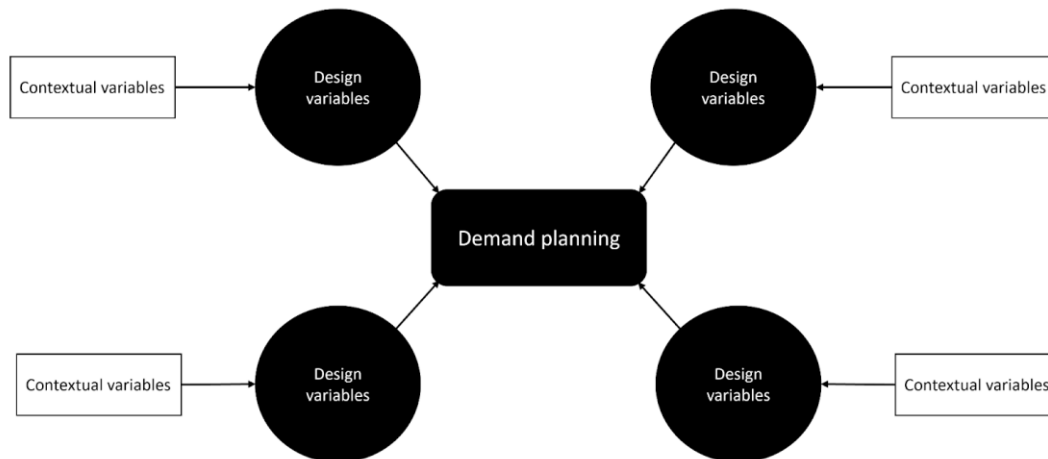 Contextual variables
Design
variables
Design
variables
Contextual variables
Demand planning
Contextual variables
Design
variables
Design
variables
Contextual variables